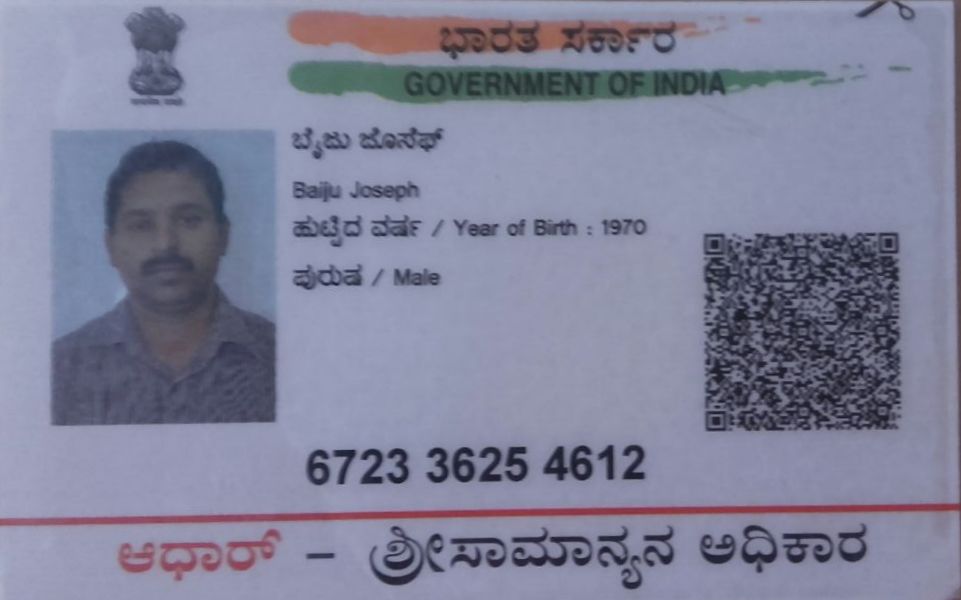 ಭಾರತ ಸರ್ಕಾರ
GOVERNMENT OF INDIA
ಬೈಜು ಜೊಸೆಫ್
Baiju Joseph
ಹುಟ್ಟಿದ ವರ್ಷ / Year of Birth : 1970
ಪುರುಷ / Male
6723 3625 4612
ಆಧಾರ್ – ಶ್ರೀಸಾಮಾನ್ಯನ ಅಧಿಕಾರ